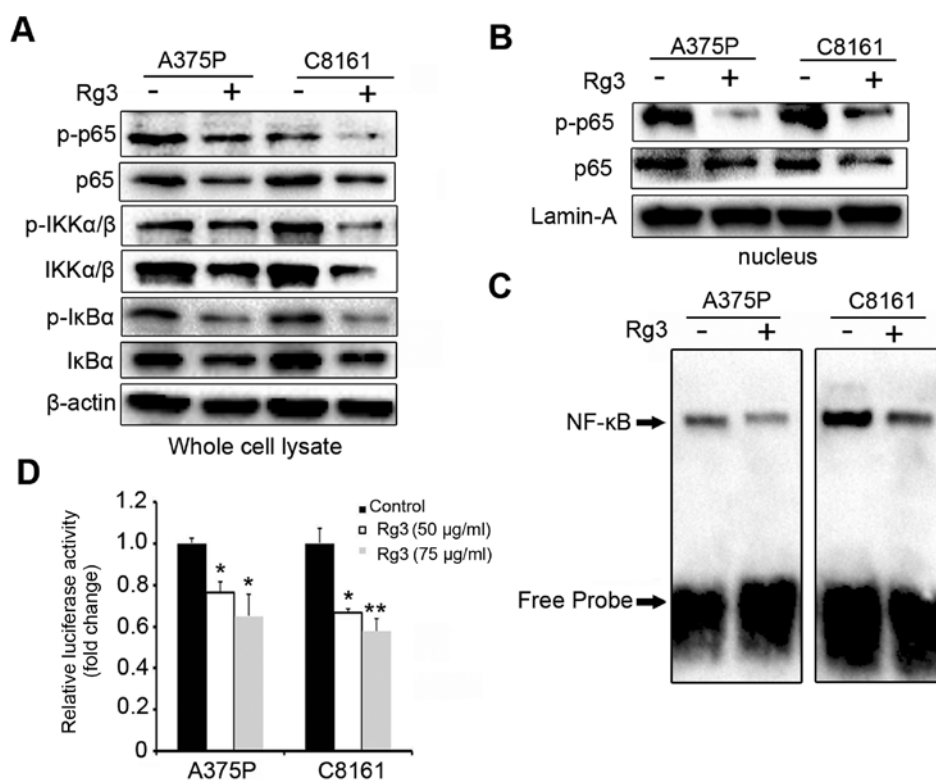 A
A375P C8161
Rg3 - + - +
p-p65
p65
p-IKKα/β
IKKα/β
p-IκBα
IκBα
β-actin
Whole cell lysate
B
A375P C8161
Rg3 - + - +
p-p65
p65
Lamin-A
nucleus
C
A375P C8161
Rg3 - + - +
NF-κB
Free Probe
D
Relative luciferase activity
(fold change)
1.2
1.0
0.8
0.6
0.4
0.2
0
Control
Rg3 (50 µg/ml)
Rg3 (75 µg/ml)
* * * **
A375P C8161